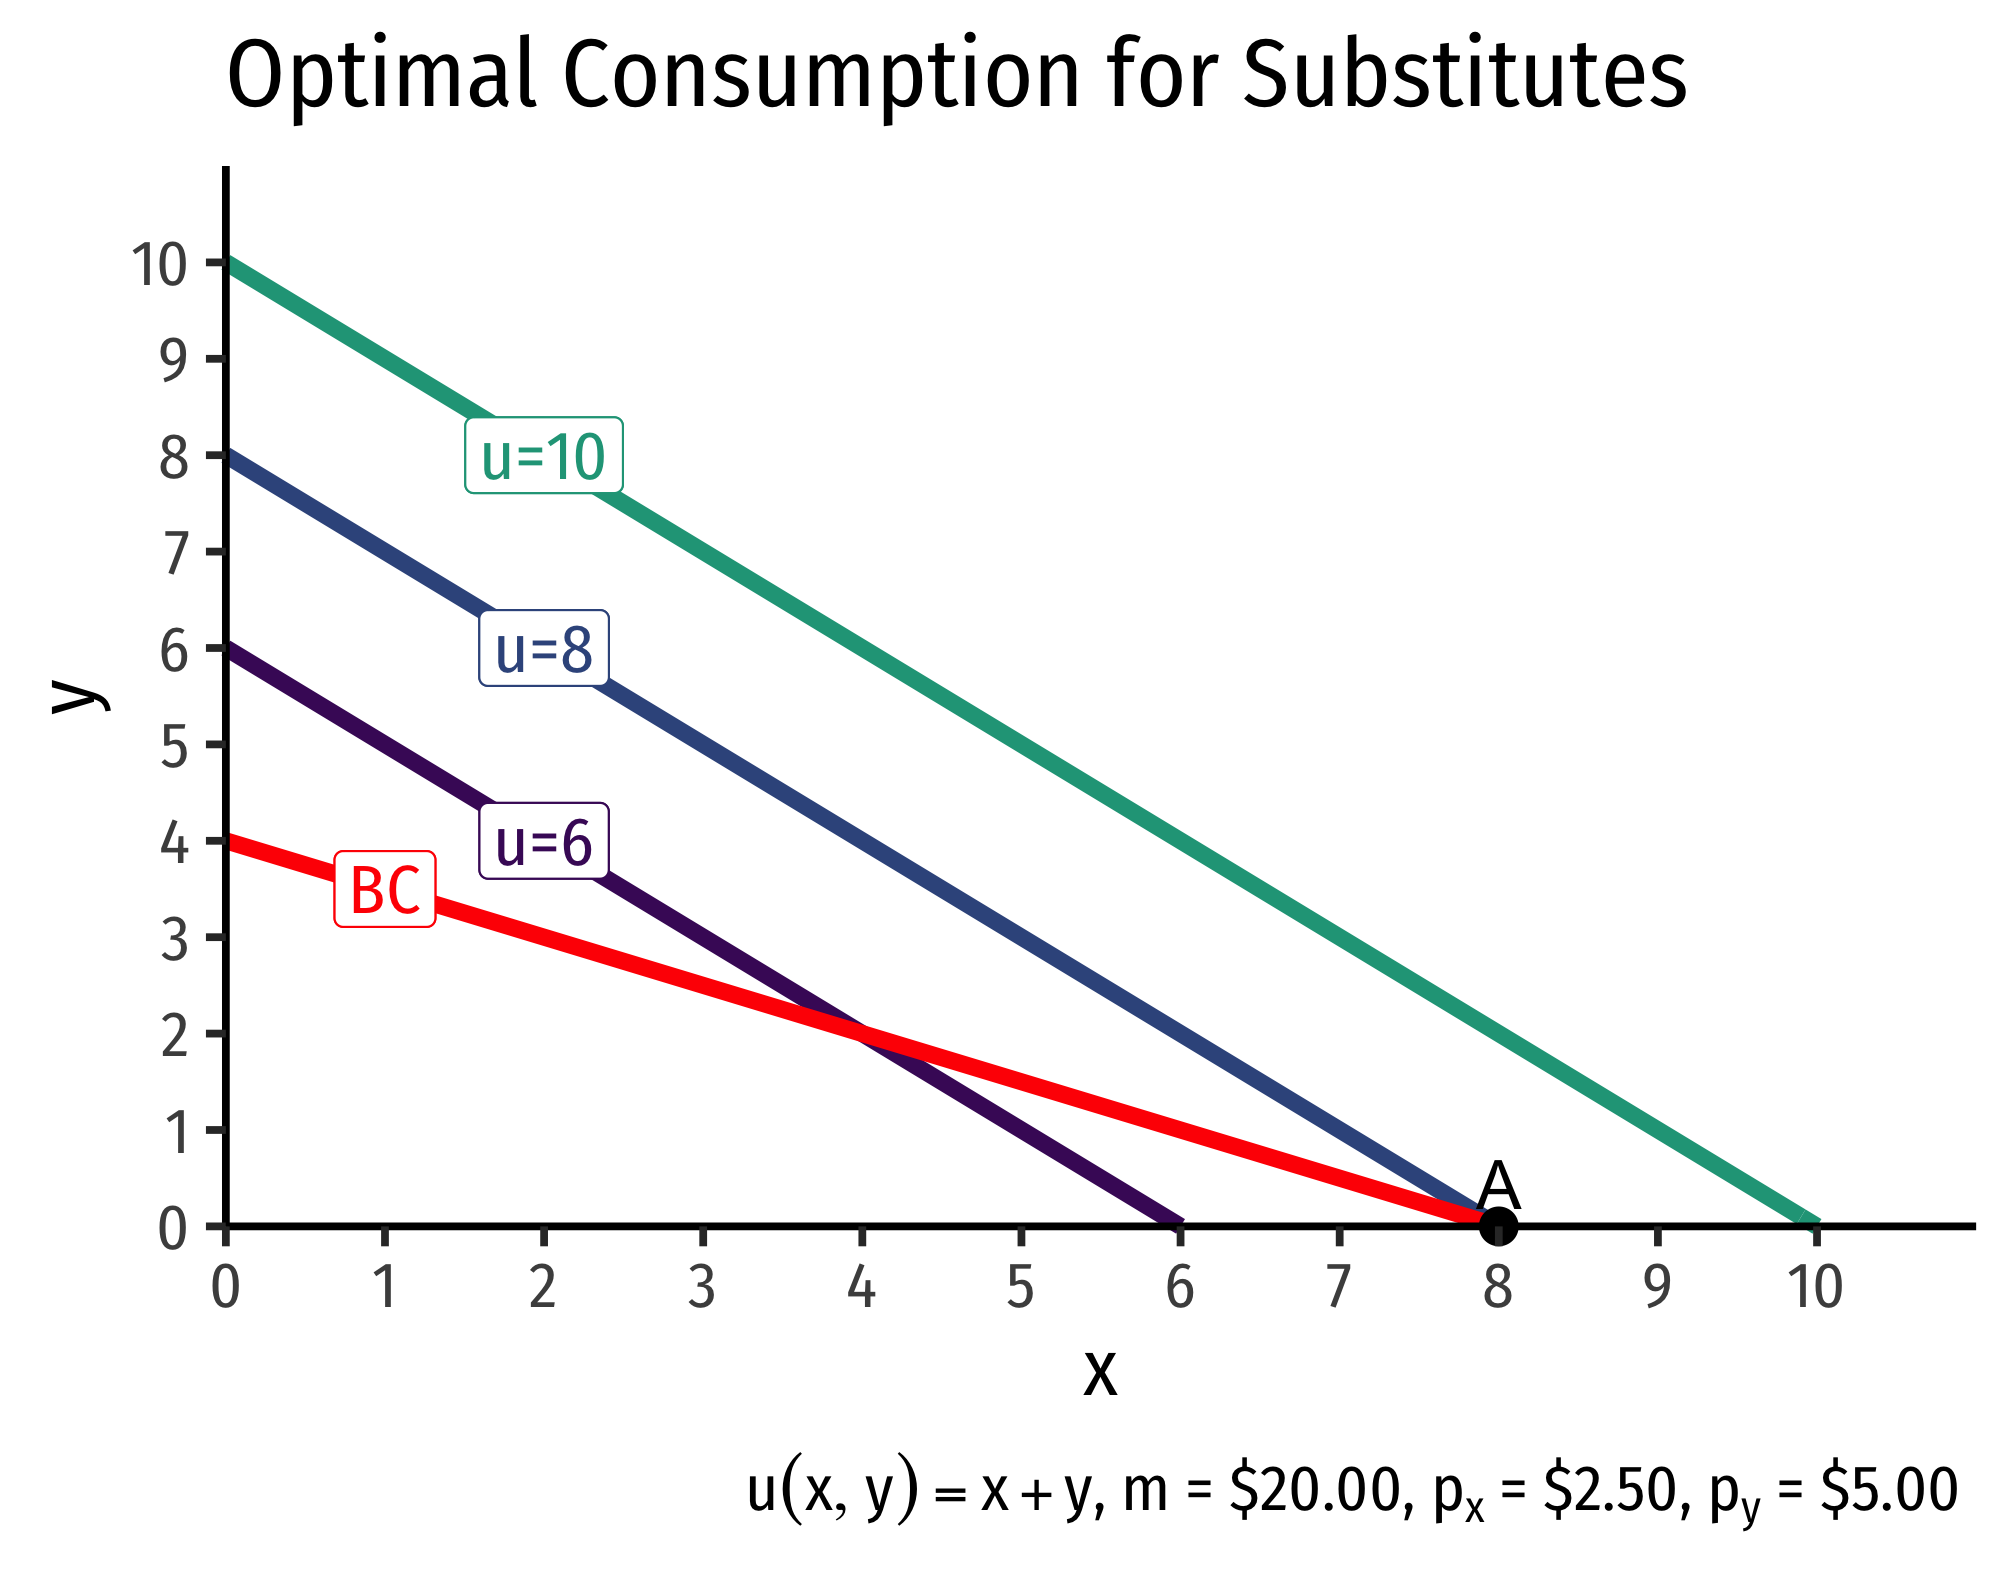 Optimal Consumption for Substitutes
10
9
u=10
8
7
u=8
6
y
5
u=6
4
BC
3
2
1
A
0
0 1 2 3 4 5 6 7 8 9 10
x
u(x, y) = x + y, m = $20.00, pₓ = $2.50, p_y = $5.00